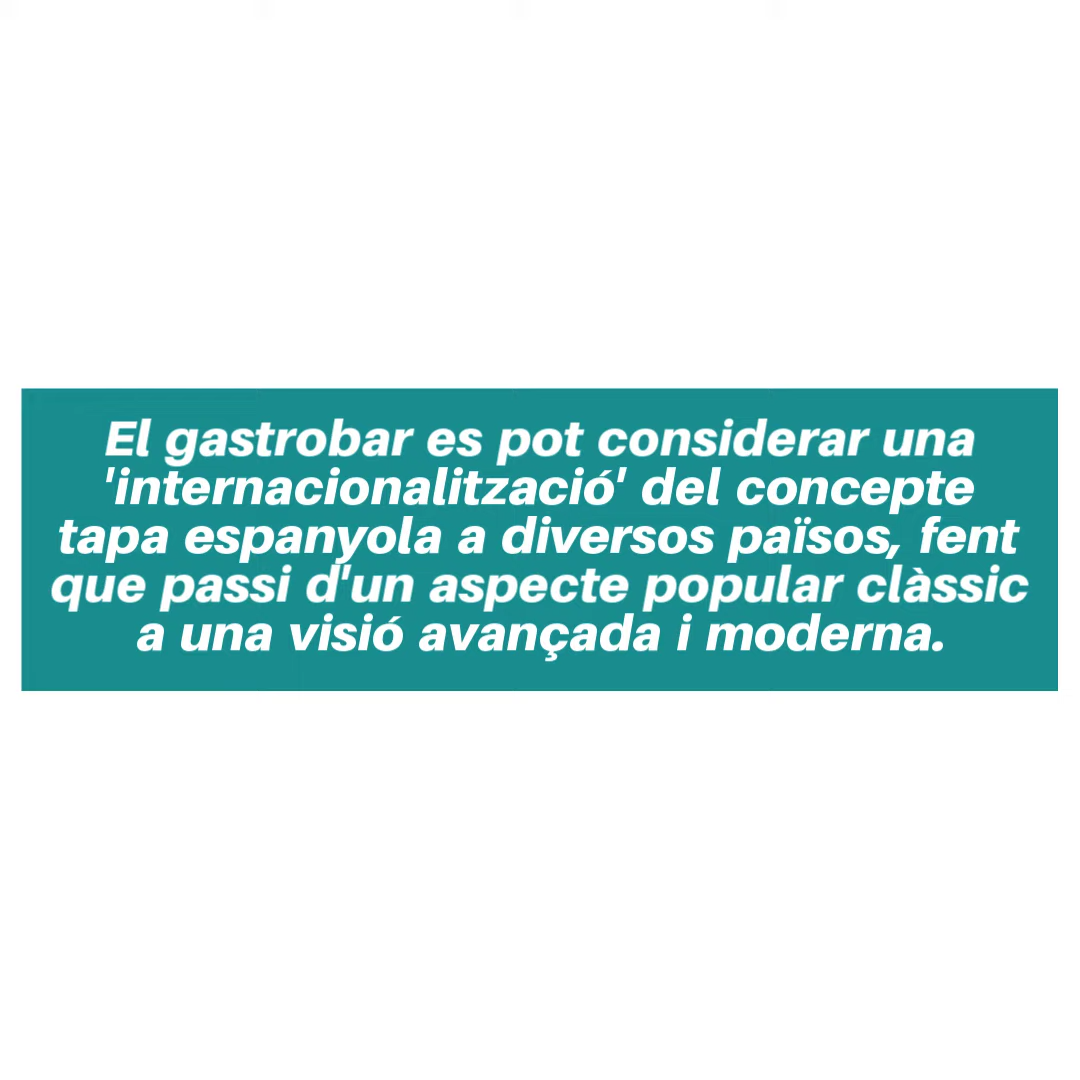 El gastrobar es pot considerar una
'internacionalització' del concepte
tapa espanyola a diversos països, fent
que passi d'un aspecte popular clàssic
a una visió avançada i moderna.